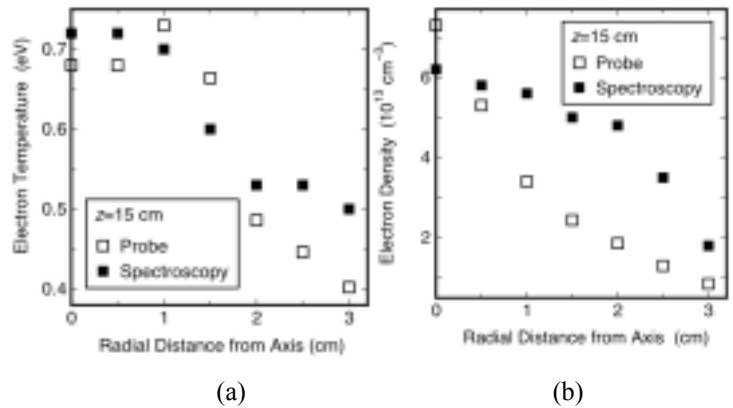 Electron Temperature (eV)
0.7
0.6
0.5
0.4
z=15 cm
Probe
Spectroscopy
0 1 2 3
Radial Distance from Axis (cm)
(a)
Electron Density (10¹³ cm⁻³)
6
4
2
z=15 cm
Probe
Spectroscopy
0 1 2 3
Radial Distance from Axis (cm)
(b)